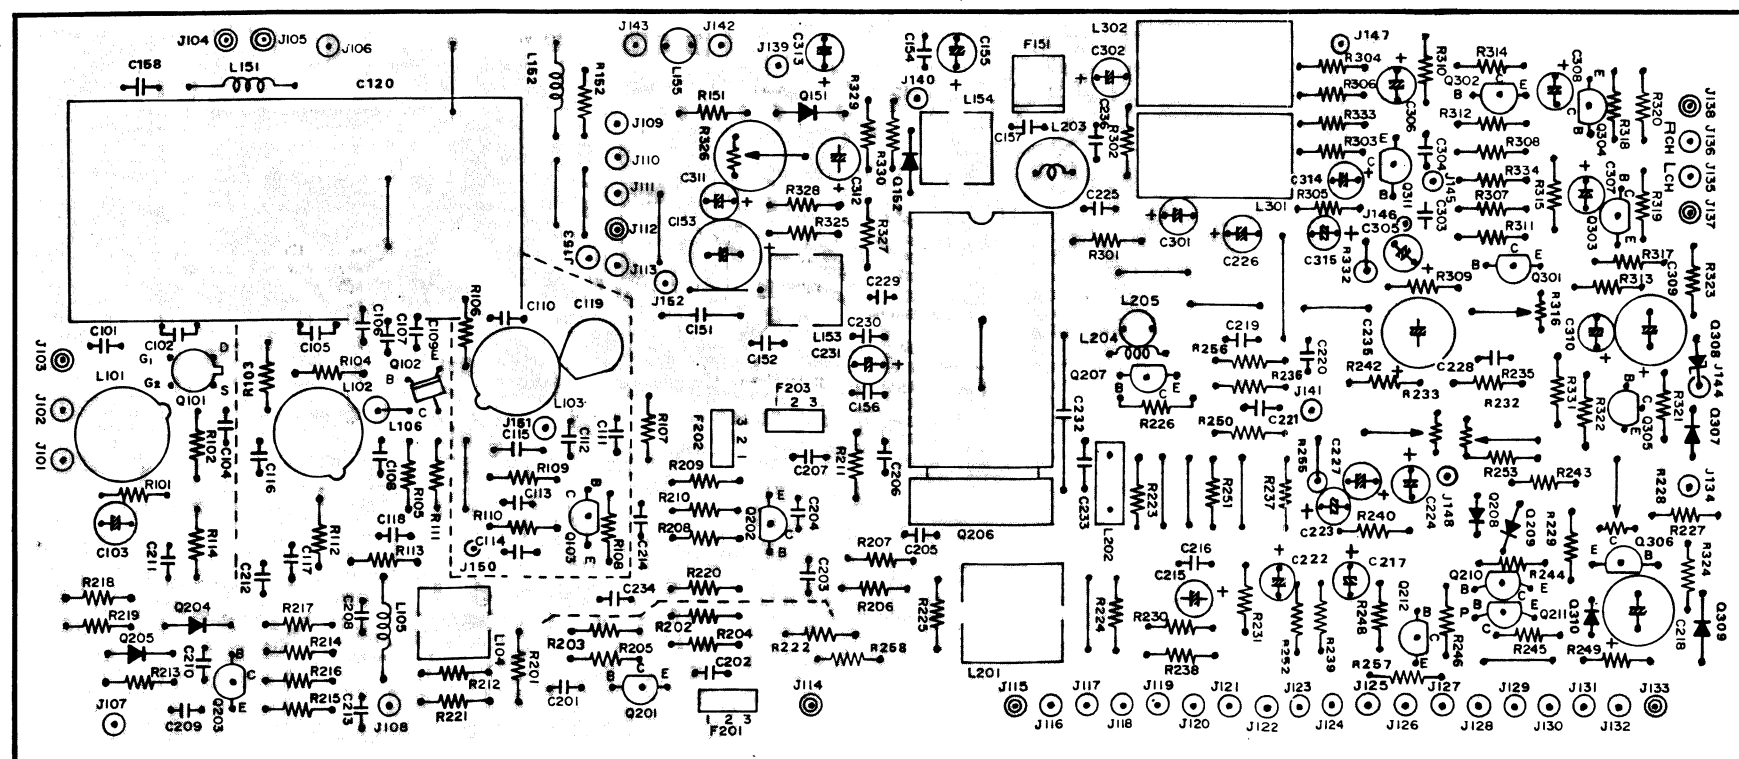 J104 J105 J106 J143 J142
J139 C313 C154 C155 F151 L302 C302
J147 R304 R310 R314 C308
C158 L151 C120 L152 R152 L155
R151 Q151 R329 J140 L154
R306 C306 Q302 C E B R312 E C B Q304 R318 R320 J138
J109 R326 C157 L203 C236 R302 R333
J136 RCH
J110 R330 Q152 R303 E C B Q311 C304 R308
J111 C311 C312 R328 C225 C314 J145 R334 R315 C307 B C E J135 LCH
R305 L301 R307 Q303 R319 J137
J112 C153 R325 R327 C301 C226 C315 R332 J146 C305 C303 R311
J153 J113 R301 R309 C E B Q301 R317 R313 C309 R323
J152 C229
R106 C110 C119 C151 L153 C230 L205 C219 C235 R316 C310
C101 C102 C105 C106 C107 C109 C152 C231 L204 R256 C220 C228 Q308
J103 G1 D R104 Q102 E
L101 G2 S Q101 R103 L102 B C L106 L103 F203 1 2 3 C156 Q207 B C E R236 J141 R242 R233 R235 R232 R331 B C E J144
J102 R226 C221 R322 Q305 R321 Q307
J151 C115 C112 C111 R107 F202 3 2 1 C232 R250
J101 R102 C104 C116 C108 R105 R111 R109 R209 C207 R211 C206 C233 L202 R223 R251 R237 R255 C227 R253 R243
R101 C113 R210 J148 R228 J134
C103 R114 R112 C118 R110 C B E Q103 R108 C214 R208 E C B Q202 C204 C205 Q206 C223 R240 C224 Q208 Q209 R229 R227
C211 C117 R113 C114 J150 R207 C216 C222 C217 E C B Q306 R324
R218 C212 C234 R220 C203 R206 C215 Q210 C B E R244
R219 Q204 R217 C208 L105 R202 R225 R224 R230 R231 R252 R239 R248 Q212 B C E R246 P C E Q211 Q310 C218 Q309
Q205 R214 L104 R203 R204 R222 R258
R213 C210 B C E R216 R212 R201 R205 C202 L201 R238 R257 R245 R249
J107 C209 Q203 R215 C213 J108 R221 C201 B C E Q201 F201 1 2 3 J114
J115 J116 J117 J118 J119 J120 J121 J122 J123 J124 J125 J126 J127 J128 J129 J130 J131 J132 J133